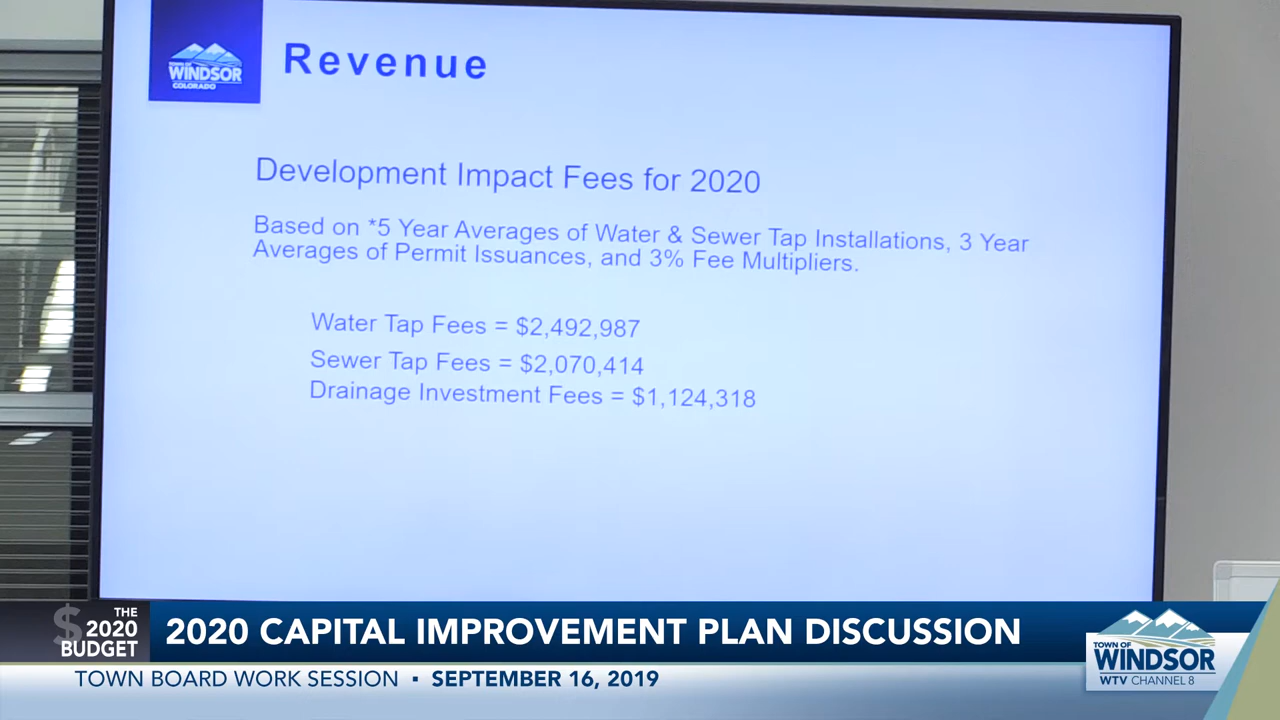 TOWN OF
WINDSOR
COLORADO
Revenue
Development Impact Fees for 2020
Based on *5 Year Averages of Water & Sewer Tap Installations, 3 Year
Averages of Permit Issuances, and 3% Fee Multipliers.
Water Tap Fees = $2,492,987
Sewer Tap Fees = $2,070,414
Drainage Investment Fees = $1,124,318
$ THE
2020
BUDGET
2020 CAPITAL IMPROVEMENT PLAN DISCUSSION
TOWN BOARD WORK SESSION ▪ SEPTEMBER 16, 2019
TOWN OF
WINDSOR
WTV CHANNEL 8